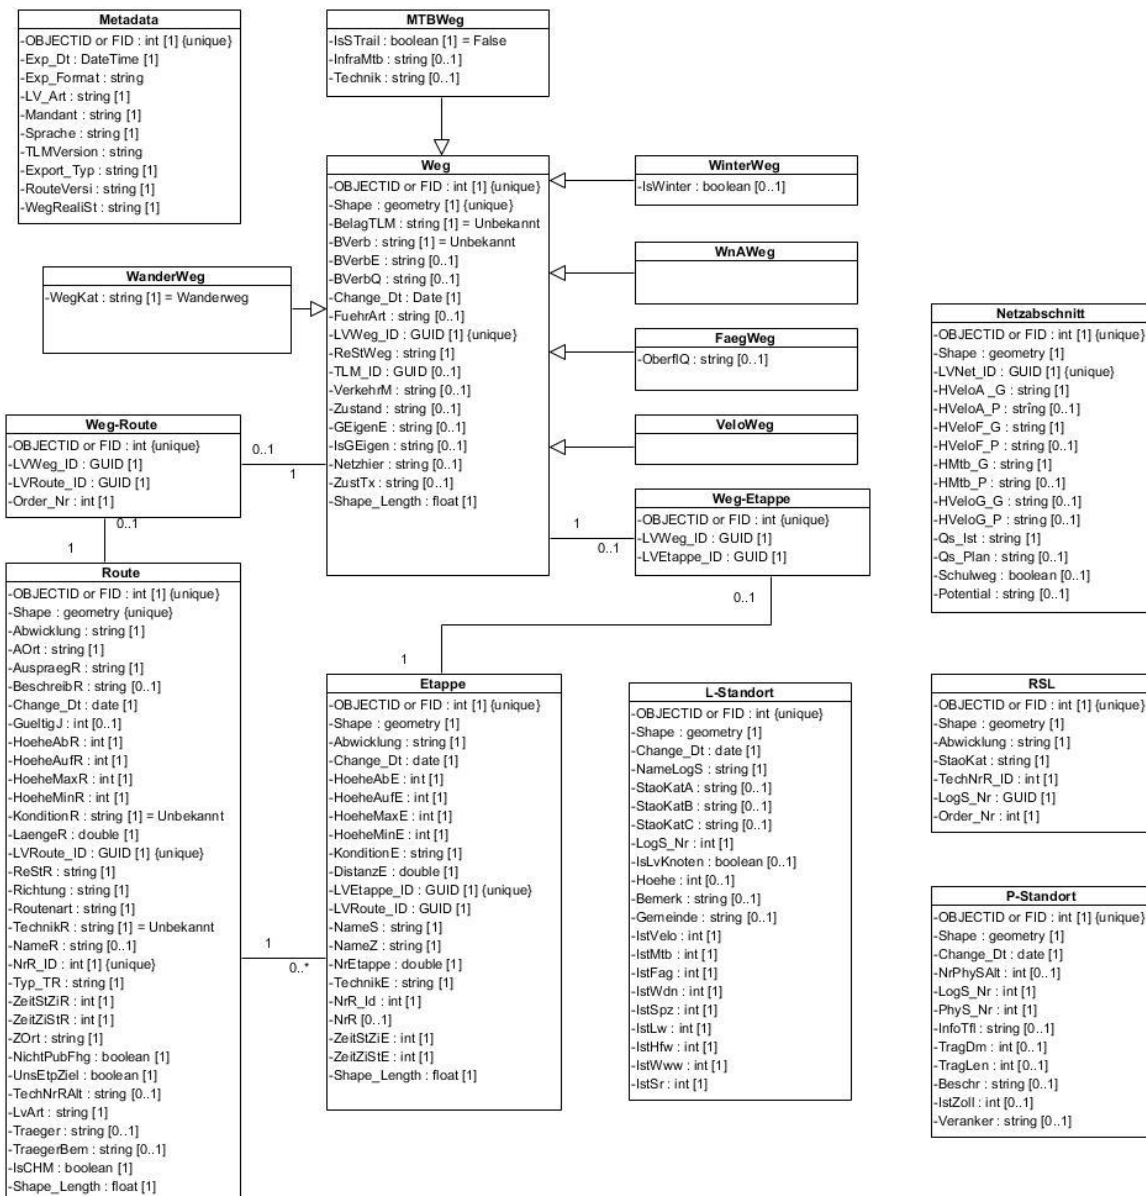 Metadata
-OBJECTID or FID : int [1] {unique}
-Exp_Dt : DateTime [1]
-Exp_Format : string
-LV_Art : string [1]
-Mandant : string [1]
-Sprache : string [1]
-TLMVersion : string
-Export_Typ : string [1]
-RouteVersi : string [1]
-WegRealiSt : string [1]
MTBWeg
-IsSTrail : boolean [1] = False
-InfraMtb : string [0..1]
-Technik : string [0..1]
Weg
-OBJECTID or FID : int [1] {unique}
-Shape : geometry [1] {unique}
-BelagTLM : string [1] = Unbekannt
-BVerb : string [1] = Unbekannt
-BVerbE : string [0..1]
-BVerbQ : string [0..1]
-Change_Dt : Date [1]
-FuehrArt : string [0..1]
-LVWeg_ID : GUID [1] {unique}
-ReStWeg : string [1]
-TLM_ID : GUID [0..1]
-VerkehrM : string [0..1]
-Zustand : string [0..1]
-GEigenE : string [0..1]
-IsGEigen : string [0..1]
-Netzhier : string [0..1]
-ZustTx : string [0..1]
-Shape_Length : float [1]
WinterWeg
-IsWinter : boolean [0..1]
WnAWeg
FaegWeg
-OberflQ : string [0..1]
VeloWeg
WanderWeg
-WegKat : string [1] = Wanderweg
Weg-Route
-OBJECTID or FID : int {unique}
-LVWeg_ID : GUID [1]
-LVRoute_ID : GUID [1]
-Order_Nr : int [1]
0..1
1
0..1
1
Weg-Etappe
-OBJECTID or FID : int {unique}
-LVWeg_ID : GUID [1]
-LVEtappe_ID : GUID [1]
1
0..1
0..1
1
Netzabschnitt
-OBJECTID or FID : int [1] {unique}
-Shape : geometry [1]
-LVNet_ID : GUID [1] {unique}
-HVeloA _G : string [1]
-HVeloA_P : string [0..1]
-HVeloF_G : string [1]
-HVeloF_P : string [0..1]
-HMtb_G : string [1]
-HMtb_P : string [0..1]
-HVeloG_G : string [0..1]
-HVeloG_P : string [0..1]
-Qs_Ist : string [1]
-Qs_Plan : string [0..1]
-Schulweg : boolean [0..1]
-Potential : string [0..1]
Route
-OBJECTID or FID : int [1] {unique}
-Shape : geometry {unique}
-Abwicklung : string [1]
-AOrt : string [1]
-AuspraegR : string [1]
-BeschreibR : string [0..1]
-Change_Dt : date [1]
-GueltigJ : int [0..1]
-HoeheAbR : int [1]
-HoeheAufR : int [1]
-HoeheMaxR : int [1]
-HoeheMinR : int [1]
-KonditionR : string [1] = Unbekannt
-LaengeR : double [1]
-LVRoute_ID : GUID [1] {unique}
-ReStR : string [1]
-Richtung : string [1]
-Routenart : string [1]
-TechnikR : string [1] = Unbekannt
-NameR : string [0..1]
-NrR_ID : int [1] {unique}
-Typ_TR : string [1]
-ZeitStZiR : int [1]
-ZeitZiStR : int [1]
-ZOrt : string [1]
-NichtPubFhg : boolean [1]
-UnsEtpZiel : boolean [1]
-TechNrRAlt : string [0..1]
-LvArt : string [1]
-Traeger : string [0..1]
-TraegerBem : string [0..1]
-IsCHM : boolean [1]
-Shape_Length : float [1]
1
0..*
Etappe
-OBJECTID or FID : int [1] {unique}
-Shape : geometry [1]
-Abwicklung : string [1]
-Change_Dt : date [1]
-HoeheAbE : int [1]
-HoeheAufE : int [1]
-HoeheMaxE : int [1]
-HoeheMinE : int [1]
-KonditionE : string [1]
-DistanzE : double [1]
-LVEtappe_ID : GUID [1] {unique}
-LVRoute_ID : GUID [1]
-NameS : string [1]
-NameZ : string [1]
-NrEtappe : double [1]
-TechnikE : string [1]
-NrR_Id : int [1]
-NrR [0..1]
-ZeitStZiE : int [1]
-ZeitZiStE : int [1]
-Shape_Length : float [1]
L-Standort
-OBJECTID or FID : int {unique}
-Shape : geometry [1]
-Change_Dt : date [1]
-NameLogS : string [1]
-StaoKatA : string [0..1]
-StaoKatB : string [0..1]
-StaoKatC : string [0..1]
-LogS_Nr : int [1]
-IsLvKnoten : boolean [0..1]
-Hoehe : int [0..1]
-Bemerk : string [0..1]
-Gemeinde : string [0..1]
-IstVelo : int [1]
-IstMtb : int [1]
-IstFag : int [1]
-IstWdn : int [1]
-IstSpz : int [1]
-IstLw : int [1]
-IstHfw : int [1]
-IstWww : int [1]
-IstSr : int [1]
RSL
-OBJECTID or FID : int [1] {unique}
-Shape : geometry [1]
-Abwicklung : string [1]
-StaoKat : string [1]
-TechNrR_ID : int [1]
-LogS_Nr : GUID [1]
-Order_Nr : int [1]
P-Standort
-OBJECTID or FID : int [1] {unique}
-Shape : geometry [1]
-Change_Dt : date [1]
-NrPhySAlt : int [0..1]
-LogS_Nr : int [1]
-PhyS_Nr : int [1]
-InfoTfl : string [0..1]
-TragDm : int [0..1]
-TragLen : int [0..1]
-Beschr : string [0..1]
-IstZoll : int [0..1]
-Veranker : string [0..1]